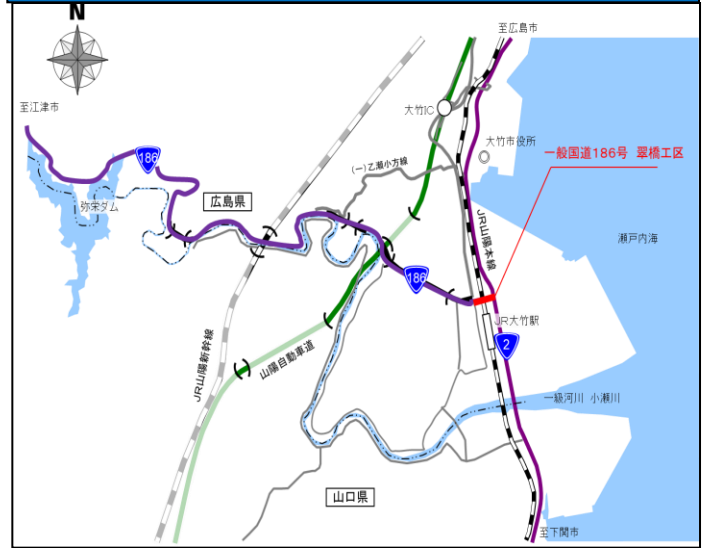 N
至広島市
至江津市
大竹IC
大竹市役所
一般国道186号 翠橋工区
186
(一)乙瀬小方線
弥栄ダム
広島県
JR山陽本線
瀬戸内海
186
JR大竹駅
2
JR山陽新幹線
山陽自動車道
一級河川 小瀬川
山口県
至下関市